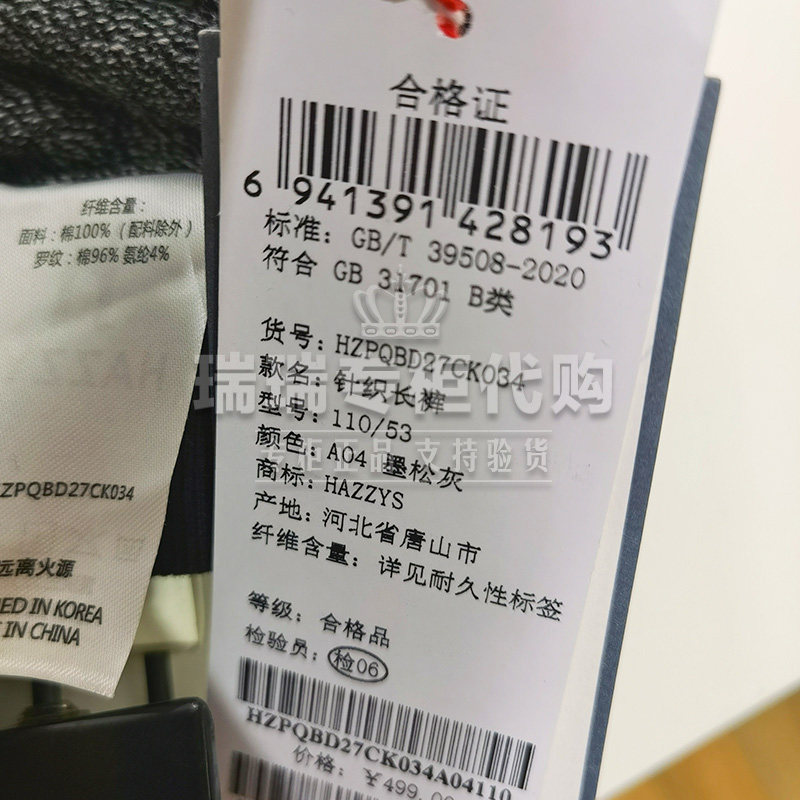 合格证
6 941391 428193
标准: GB/T 39508-2020
符合 GB 31701 B类
货号: HZPQBD27CK034
款名: 针织长裤
型号: 110/53
颜色: A04 墨松灰
商标: HAZZYS
产地: 河北省唐山市
纤维含量: 详见耐久性标签
等级: 合格品
检验员: 检06
HZPQBD27CK034A04110
价格: ¥499.00
纤维含量:
面料: 棉100% (配料除外)
罗纹: 棉96% 氨纶4%
ZPQBD27CK034
远离火源
ED IN KOREA
IN CHINA
瑞瑞专柜代购
专柜正品 支持验货